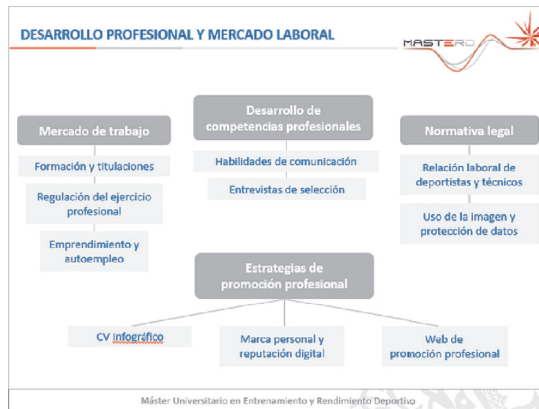 DESARROLLO PROFESIONAL Y MERCADO LABORAL
MASTERD
Mercado de trabajo
Formación y titulaciones
Regulación del ejercicio
profesional
Emprendimiento y
autoempleo
Desarrollo de
competencias profesionales
Habilidades de comunicación
Entrevistas de selección
Normativa legal
Relación laboral de
deportistas y técnicos
Uso de la imagen y
protección de datos
Estrategias de
promoción profesional
CV Infográfico
Marca personal y
reputación digital
Web de
promoción profesional
Máster Universitario en Entrenamiento y Rendimiento Deportivo